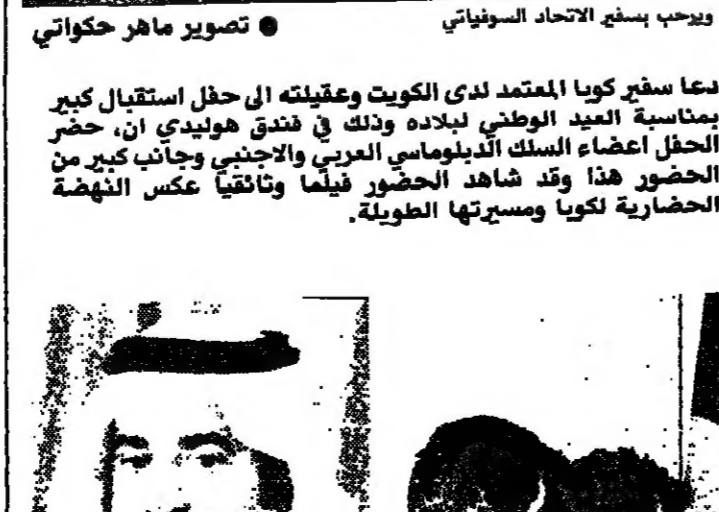 ويرحب بسفير الاتحاد السوفياتي
● تصوير ماهر حكواتي
دعا سفير كوبا المعتمد لدى الكويت وعقيلته الى حفل استقبال كبير
بمناسبة العيد الوطني لبلاده وذلك في فندق هوليدي ان، حضر
الحفل اعضاء السلك الدبلوماسي العربي والاجنبي وجانب كبير من
الحضور هذا وقد شاهد الحضور فيلما وثائقيا عكس النهضة
الحضارية لكوبا ومسيرتها الطويلة.